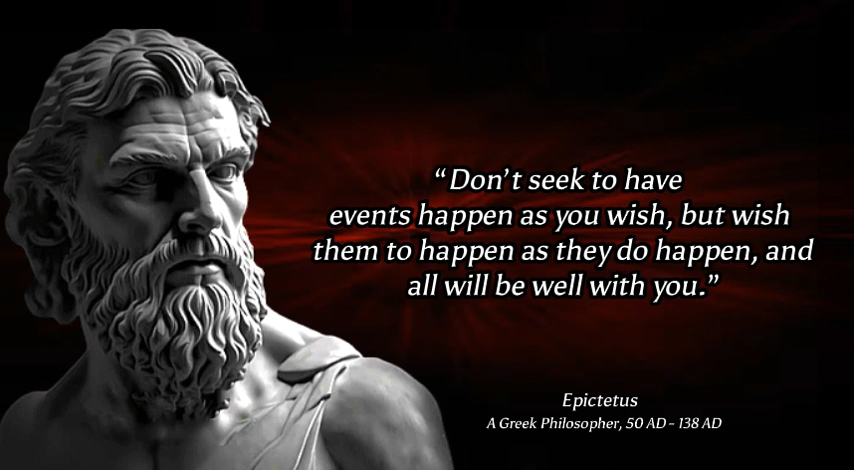 “Don’t seek to have
events happen as you wish, but wish
them to happen as they do happen, and
all will be well with you.”
Epictetus
A Greek Philosopher, 50 AD - 138 AD